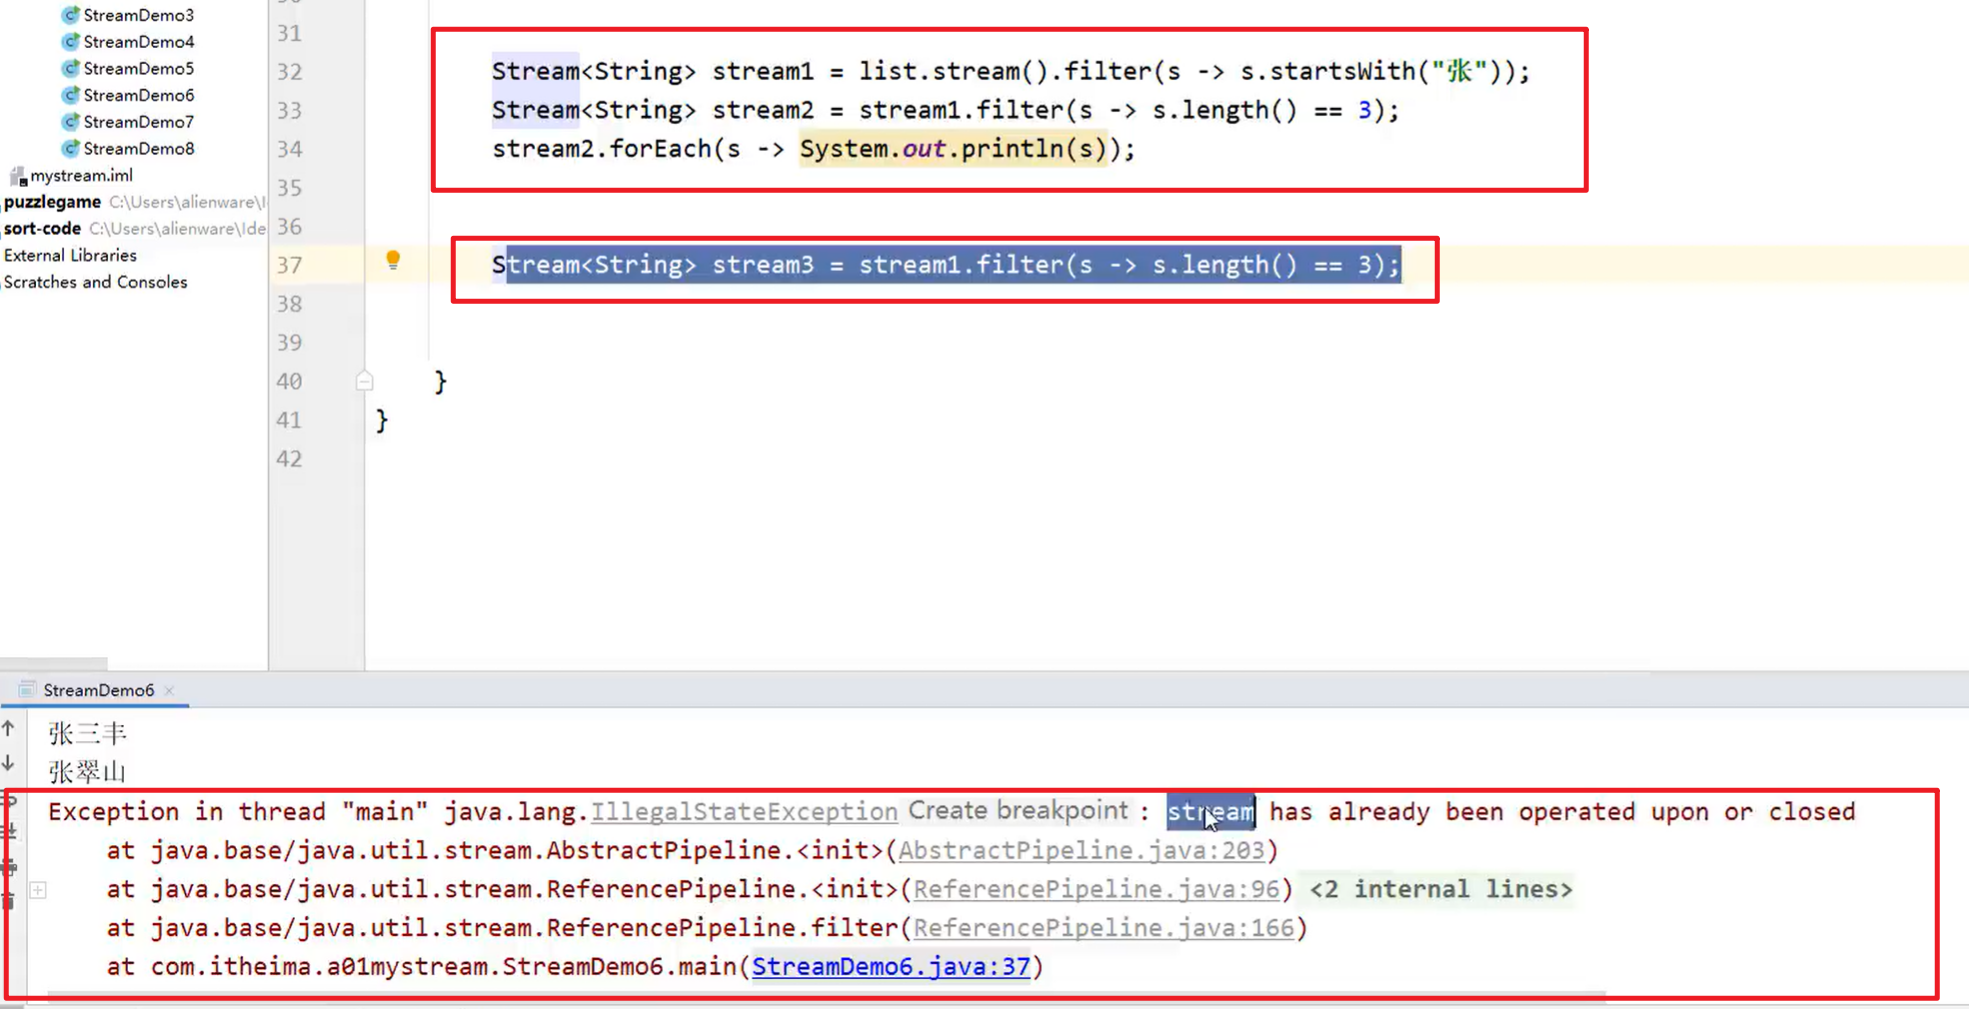 StreamDemo3
StreamDemo4
StreamDemo5
StreamDemo6
StreamDemo7
StreamDemo8
mystream.iml
puzzlegame C:\Users\alienware\I
sort-code C:\Users\alienware\Ide
External Libraries
Scratches and Consoles
31
32 Stream<String> stream1 = list.stream().filter(s -> s.startsWith("张"));
33 Stream<String> stream2 = stream1.filter(s -> s.length() == 3);
34 stream2.forEach(s -> System.out.println(s));
35
36
37 Stream<String> stream3 = stream1.filter(s -> s.length() == 3);
38
39
40 }
41 }
42
StreamDemo6
张三丰
张翠山
Exception in thread "main" java.lang.IllegalStateException Create breakpoint : stream has already been operated upon or closed
at java.base/java.util.stream.AbstractPipeline.<init>(AbstractPipeline.java:203)
at java.base/java.util.stream.ReferencePipeline.<init>(ReferencePipeline.java:96) <2 internal lines>
at java.base/java.util.stream.ReferencePipeline.filter(ReferencePipeline.java:166)
at com.itheima.a01mystream.StreamDemo6.main(StreamDemo6.java:37)